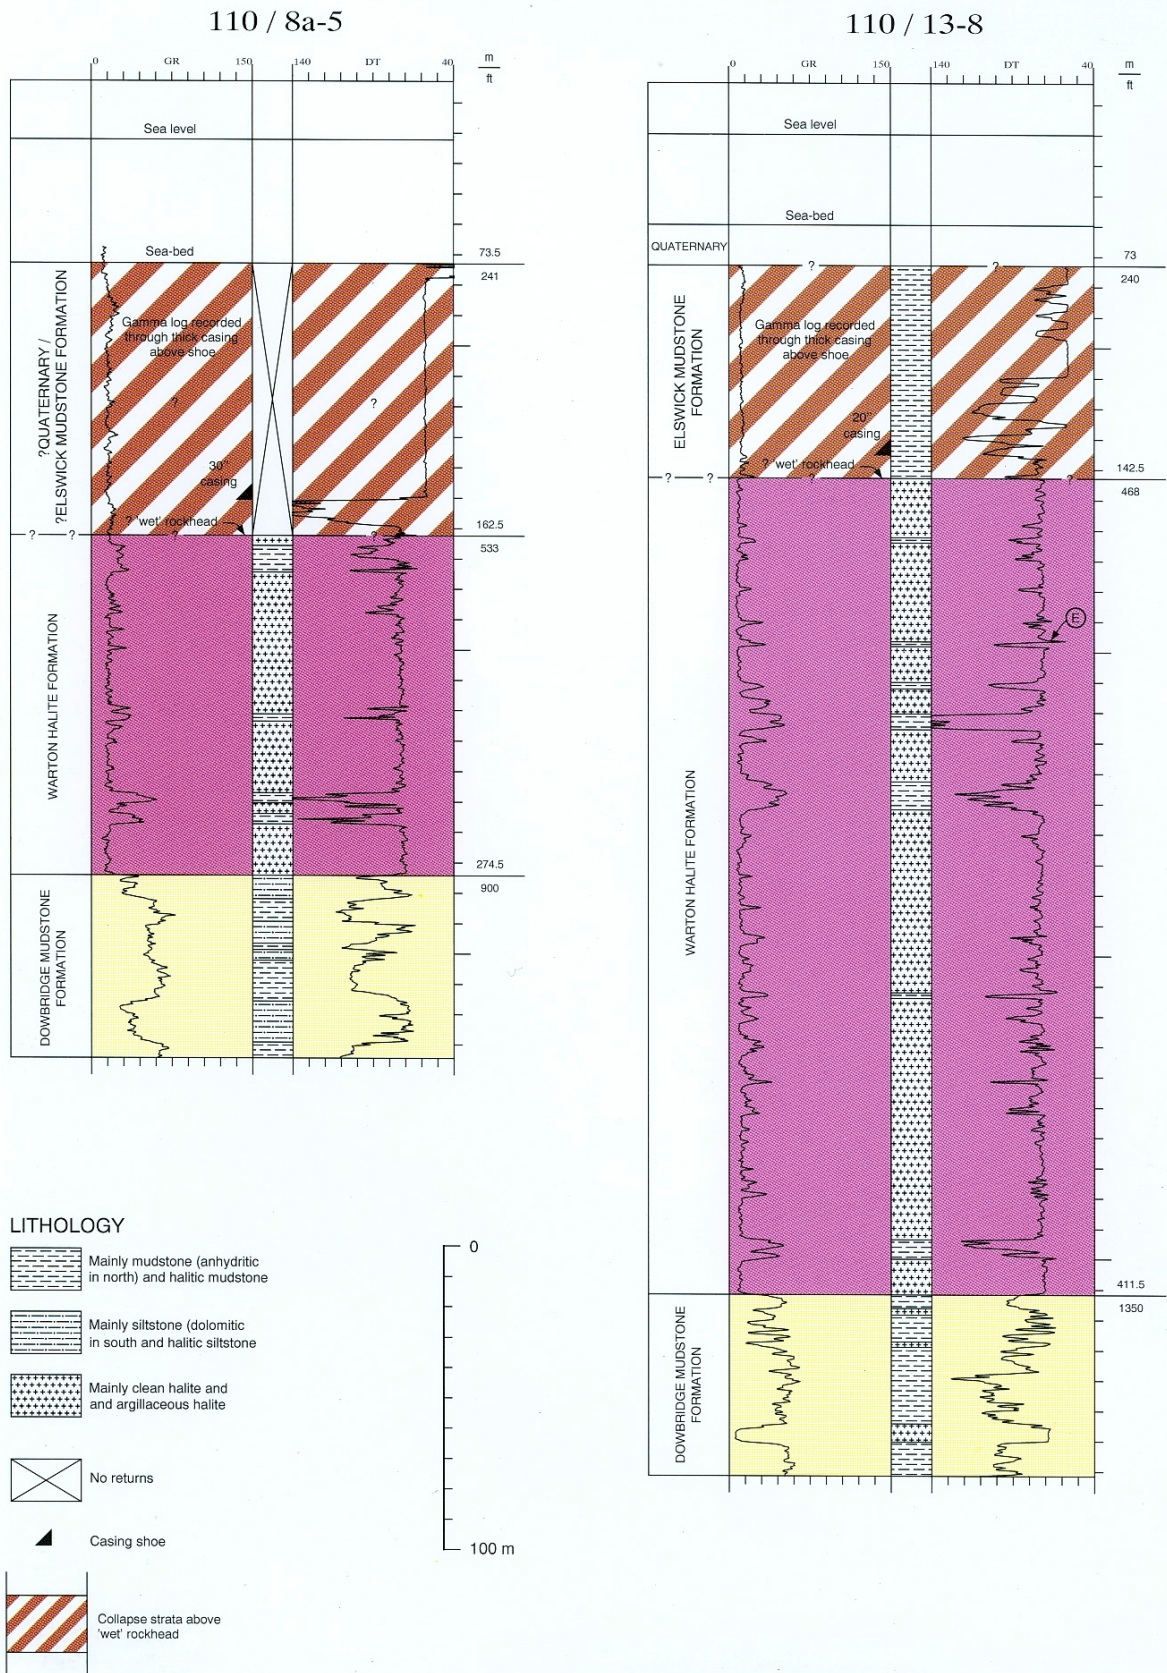 110 / 8a-5
0 GR 150 140 DT 40 m
ft
Sea level
Sea-bed
73.5
241
?QUATERNARY /
?ELSWICK MUDSTONE FORMATION
Gamma log recorded
through thick casing
above shoe
? ?
30"
casing
? 'wet' rockhead
162.5
? ? ? ?
533
WARTON HALITE FORMATION
274.5
900
DOWBRIDGE MUDSTONE
FORMATION
110 / 13-8
0 GR 150 140 DT 40 m
ft
Sea level
Sea-bed
QUATERNARY
73
? ?
240
ELSWICK MUDSTONE
FORMATION
Gamma log recorded
through thick casing
above shoe
20"
casing
? 'wet' rockhead
142.5
? ? ? ?
468
E
WARTON HALITE FORMATION
411.5
1350
DOWBRIDGE MUDSTONE
FORMATION
LITHOLOGY
Mainly mudstone (anhydritic
in north) and halitic mudstone
Mainly siltstone (dolomitic
in south and halitic siltstone
Mainly clean halite and
and argillaceous halite
No returns
Casing shoe
Collapse strata above
'wet' rockhead
0
100 m